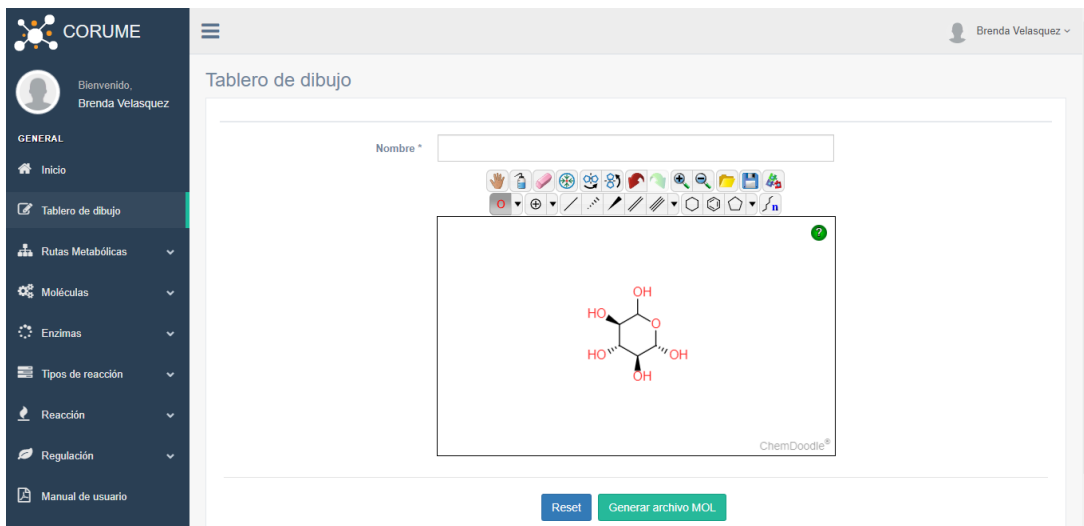 CORUME
Brenda Velasquez
Bienvenido,
Brenda Velasquez
GENERAL
Inicio
Tablero de dibujo
Rutas Metabólicas
Moléculas
Enzimas
Tipos de reacción
Reacción
Regulación
Manual de usuario
Tablero de dibujo
Nombre *
O
n
?
OH
HO
O
HO
OH
OH
ChemDoodle®
Reset
Generar archivo MOL